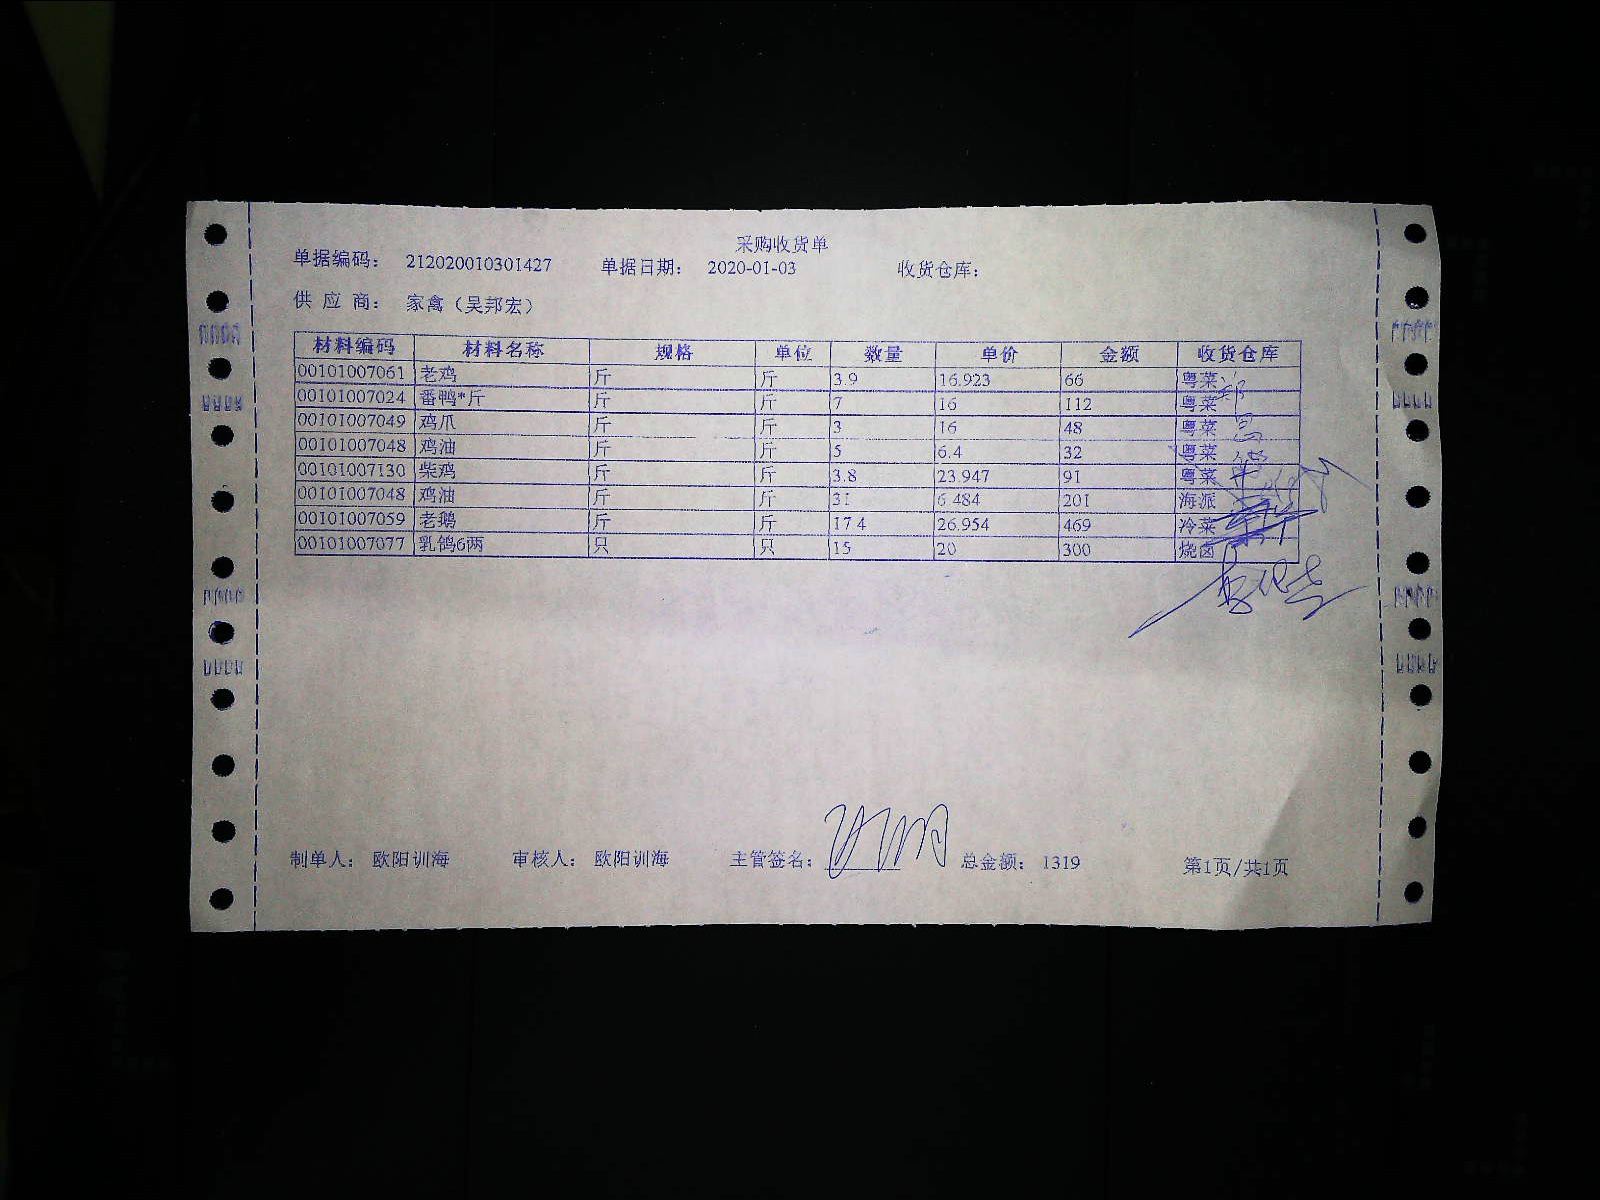 采购收货单
单据编码: 212020010301427 单据日期: 2020-01-03 收货仓库:
供 应 商: 家禽（吴邦宏）
材料编码 材料名称 规格 单位 数量 单价 金额 收货仓库
00101007061 老鸡 斤 斤 3.9 16.923 66 粤菜
00101007024 番鸭*斤 斤 斤 7 16 112 粤菜
00101007049 鸡爪 斤 斤 3 16 48 粤菜
00101007048 鸡油 斤 斤 5 6.4 32 粤菜
00101007130 柴鸡 斤 斤 3.8 23.947 91 粤菜
00101007048 鸡油 斤 斤 31 6.484 201 海派
00101007059 老鹅 斤 斤 17.4 26.954 469 冷菜
00101007077 乳鸽6两 只 只 15 20 300 烧卤
制单人: 欧阳训海 审核人: 欧阳训海 主管签名: 总金额: 1319 第1页/共1页